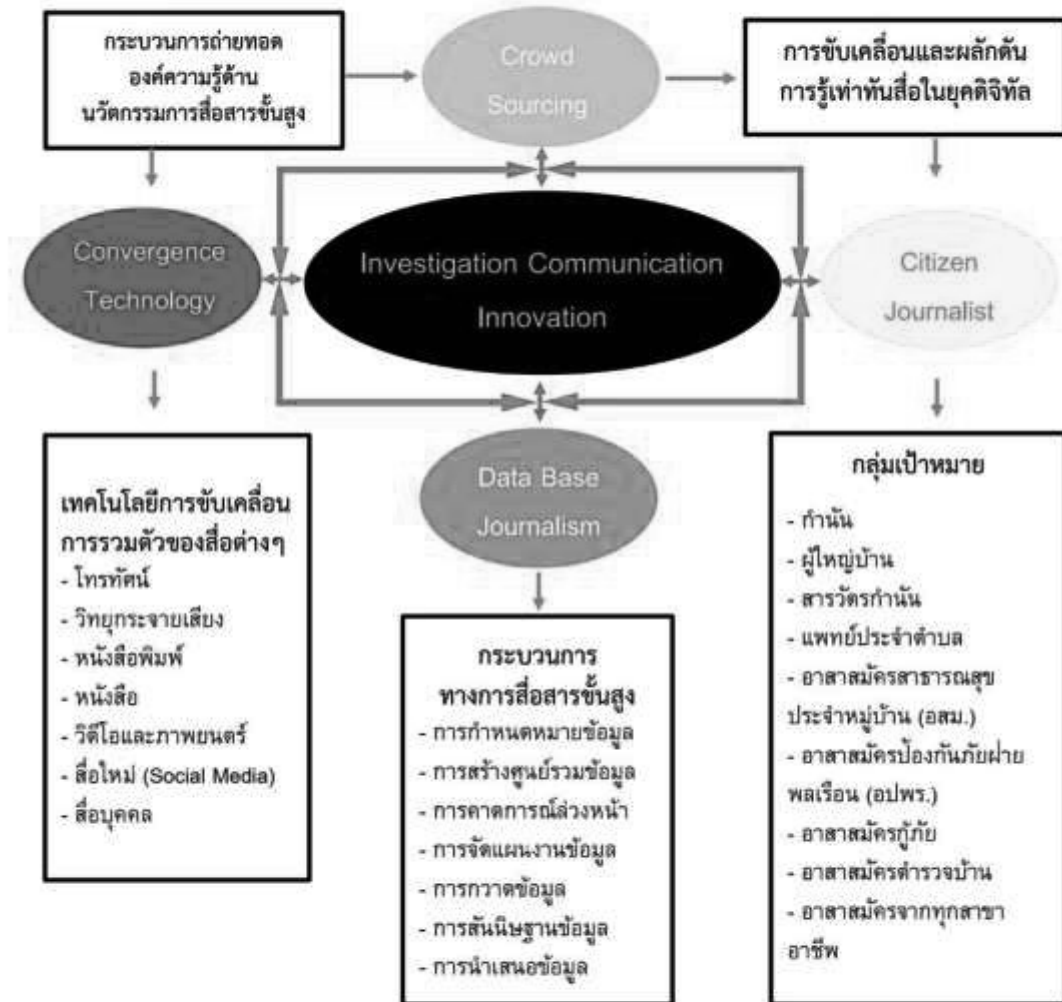 กระบวนการถ่ายทอด
องค์ความรู้ด้าน
นวัตกรรมการสื่อสารขั้นสูง
Crowd
Sourcing
การขับเคลื่อนและผลักดัน
การรู้เท่าทันสื่อในยุคดิจิทัล
Convergence
Technology
Investigation Communication
Innovation
Citizen
Journalist
Data Base
Journalism
เทคโนโลยีการขับเคลื่อน
การรวมตัวของสื่อต่างๆ
- โทรทัศน์
- วิทยุกระจายเสียง
- หนังสือพิมพ์
- หนังสือ
- วิดีโอและภาพยนตร์
- สื่อใหม่ (Social Media)
- สื่อบุคคล
กระบวนการ
ทางการสื่อสารขั้นสูง
- การกำหนดหมายข้อมูล
- การสร้างศูนย์รวมข้อมูล
- การคาดการณ์ล่วงหน้า
- การจัดแผนงานข้อมูล
- การกวาดข้อมูล
- การสันนิษฐานข้อมูล
- การนำเสนอข้อมูล
กลุ่มเป้าหมาย
- กำนัน
- ผู้ใหญ่บ้าน
- สารวัตรกำนัน
- แพทย์ประจำตำบล
- อาสาสมัครสาธารณสุข
ประจำหมู่บ้าน (อสม.)
- อาสาสมัครป้องกันภัยฝ่าย
พลเรือน (อปพร.)
- อาสาสมัครกู้ภัย
- อาสาสมัครตำรวจบ้าน
- อาสาสมัครจากทุกสาขา
อาชีพ